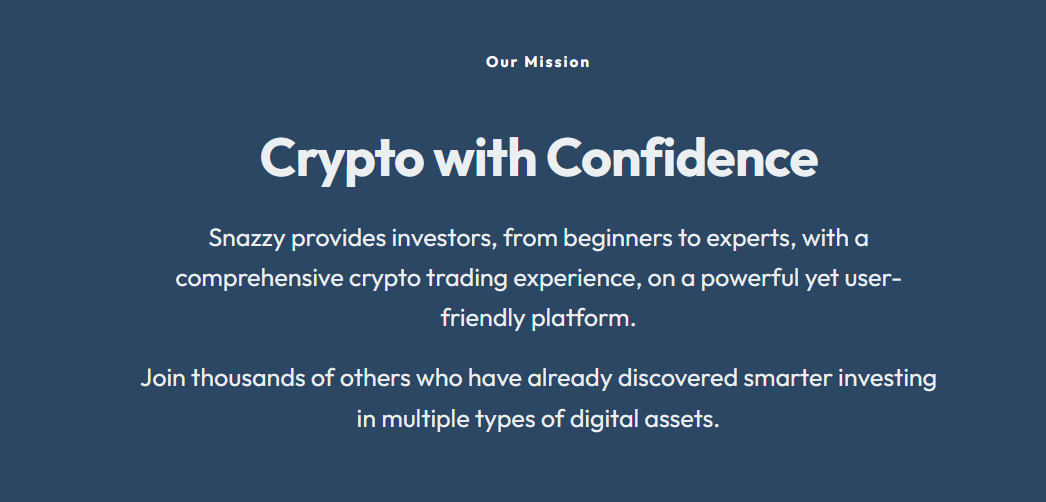 Our Mission
Crypto with Confidence
Snazzy provides investors, from beginners to experts, with a
comprehensive crypto trading experience, on a powerful yet user-
friendly platform.
Join thousands of others who have already discovered smarter investing
in multiple types of digital assets.